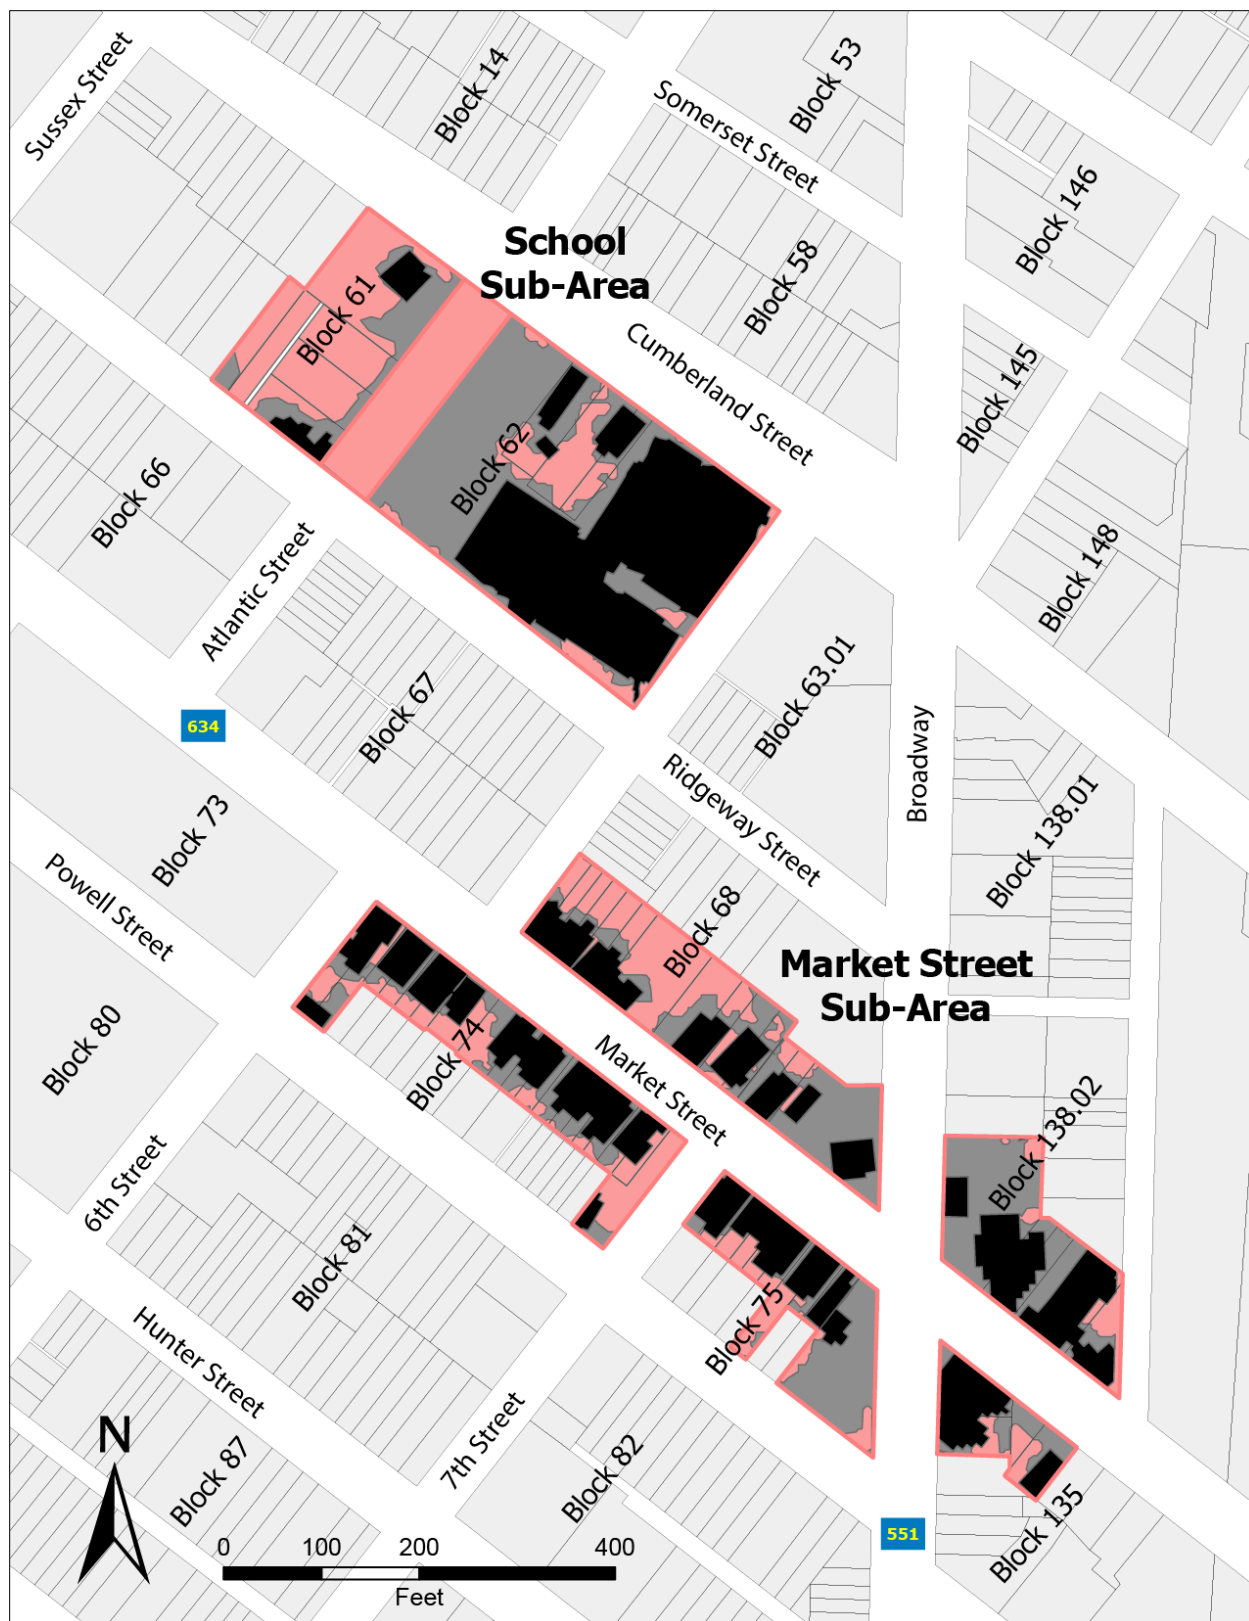 Sussex Street
Block 14
Block 53
Somerset Street
Block 146
School
Sub-Area
Block 58
Block 61
Cumberland Street
Block 145
Block 62
Block 66
Block 148
Atlantic Street
Block 67
Block 63.01
634
Broadway
Ridgeway Street
Block 73
Block 138.01
Powell Street
Block 68
Market Street
Sub-Area
Block 80
Block 74
Market Street
Block 138.02
6th Street
Block 81
Block 75
Hunter Street
7th Street
N
Block 87
Block 82
551
Block 135
0 100 200 400
Feet